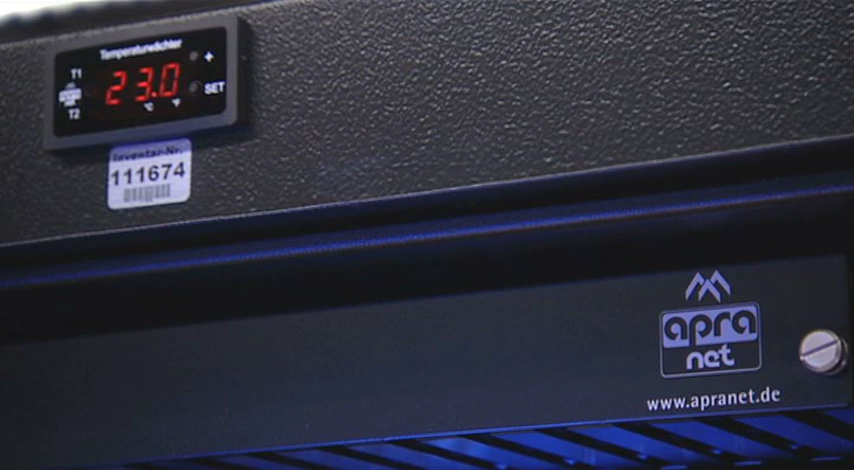 Temperaturwächter
T1
23.0
+
SET
T2
°C °F
Inventar-Nr.
111674
apra
net
www.apranet.de